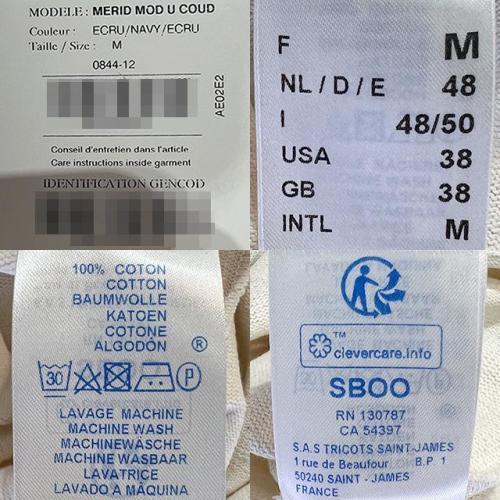 MODELE : MERID MOD U COUD
Couleur : ECRU/NAVY/ECRU
Taille / Size : M
0844-12
AE02E2
Conseil d'entretien dans l'article
Care instructions inside garment
IDENTIFICATION GENCOD
F M
NL / D / E 48
I 48/50
USA 38
GB 38
INTL M
100% COTON
COTTON
BAUMWOLLE
KATOEN
COTONE
ALGODÓN ®
30 P
LAVAGE MACHINE
MACHINE WASH
MACHINEWÄSCHE
MACHINE WASBAAR
LAVATRICE
LAVADO A MÁQUINA
™
clevercare.info
SBOO
RN 130787
CA 54397
S.A.S TRICOTS SAINT-JAMES
1 rue de Beaufour B.P. 1
50240 SAINT - JAMES
FRANCE